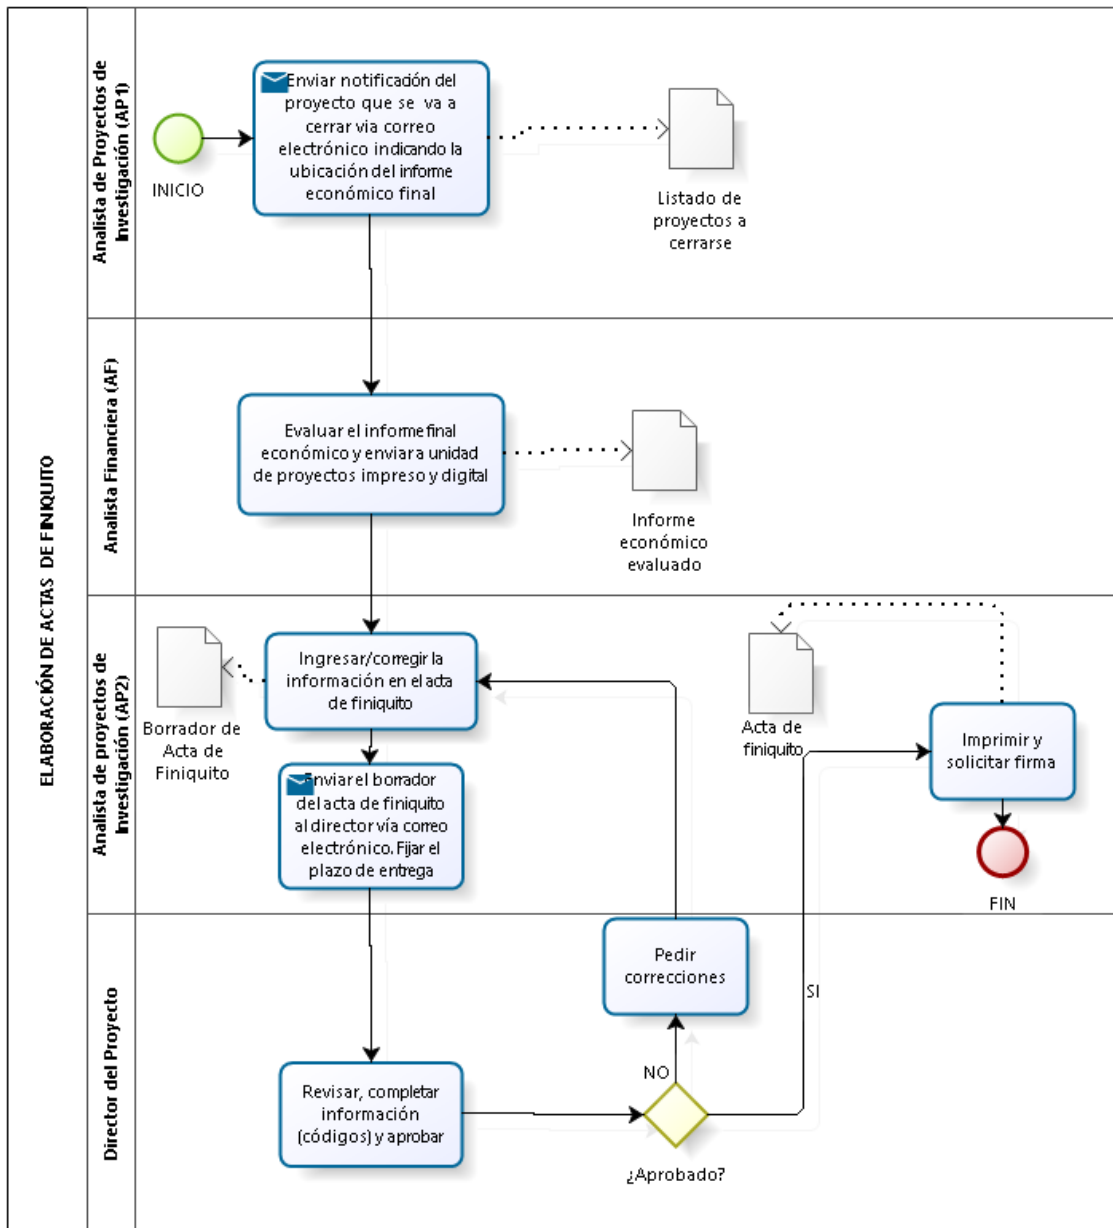 ELABORACIÓN DE ACTAS DE FINIQUITO
Analista de Proyectos de
Investigación (AP1)
INICIO
Enviar notificación del
proyecto que se va a
cerrar via correo
electrónico indicando la
ubicación del informe
económico final
Listado de
proyectos a
cerrarse
Analista Financiera (AF)
Evaluar el informe final
económico y enviar a unidad
de proyectos impreso y digital
Informe
económico
evaluado
Analista de proyectos de
Investigación (AP2)
Borrador de
Acta de
Finiquito
Ingresar/corregir la
información en el acta
de finiquito
Enviar el borrador
del acta de finiquito
al director vía correo
electrónico. Fijar el
plazo de entrega
Acta de
finiquito
Imprimir y
solicitar firma
FIN
Director del Proyecto
Pedir
correcciones
SI
NO
Revisar, completar
información
(códigos) y aprobar
¿Aprobado?